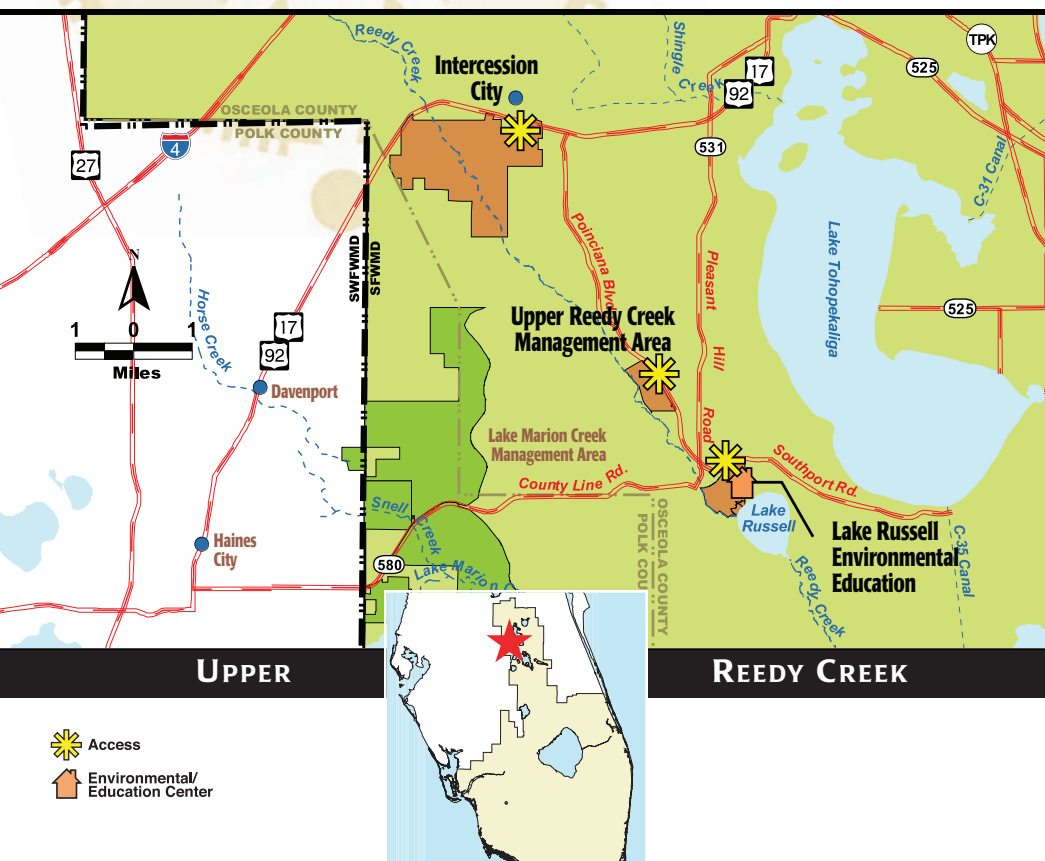 Reedy Creek
Shingle
Creek
Intercession
City
TPK
525
17
92
OSCEOLA COUNTY
POLK COUNTY
27
4
531
C-31 Canal
N
SWFWMD
SFWMD
Poinciana Blvd
Pleasant
Hill
Road
Lake Tohopekaliga
Horse Creek
1 0 1
Miles
17
92
525
Upper Reedy Creek
Management Area
Davenport
Lake Marion Creek
Management Area
County Line Rd.
Southport Rd.
Snell Creek
Haines
City
580
Lake Marion C
OSCEOLA COUNTY
POLK COU
Lake
Russell
Lake Russell
Environmental
Education
Reedy Creek
C-35 Canal
UPPER
REEDY CREEK
Access
Environmental/
Education Center